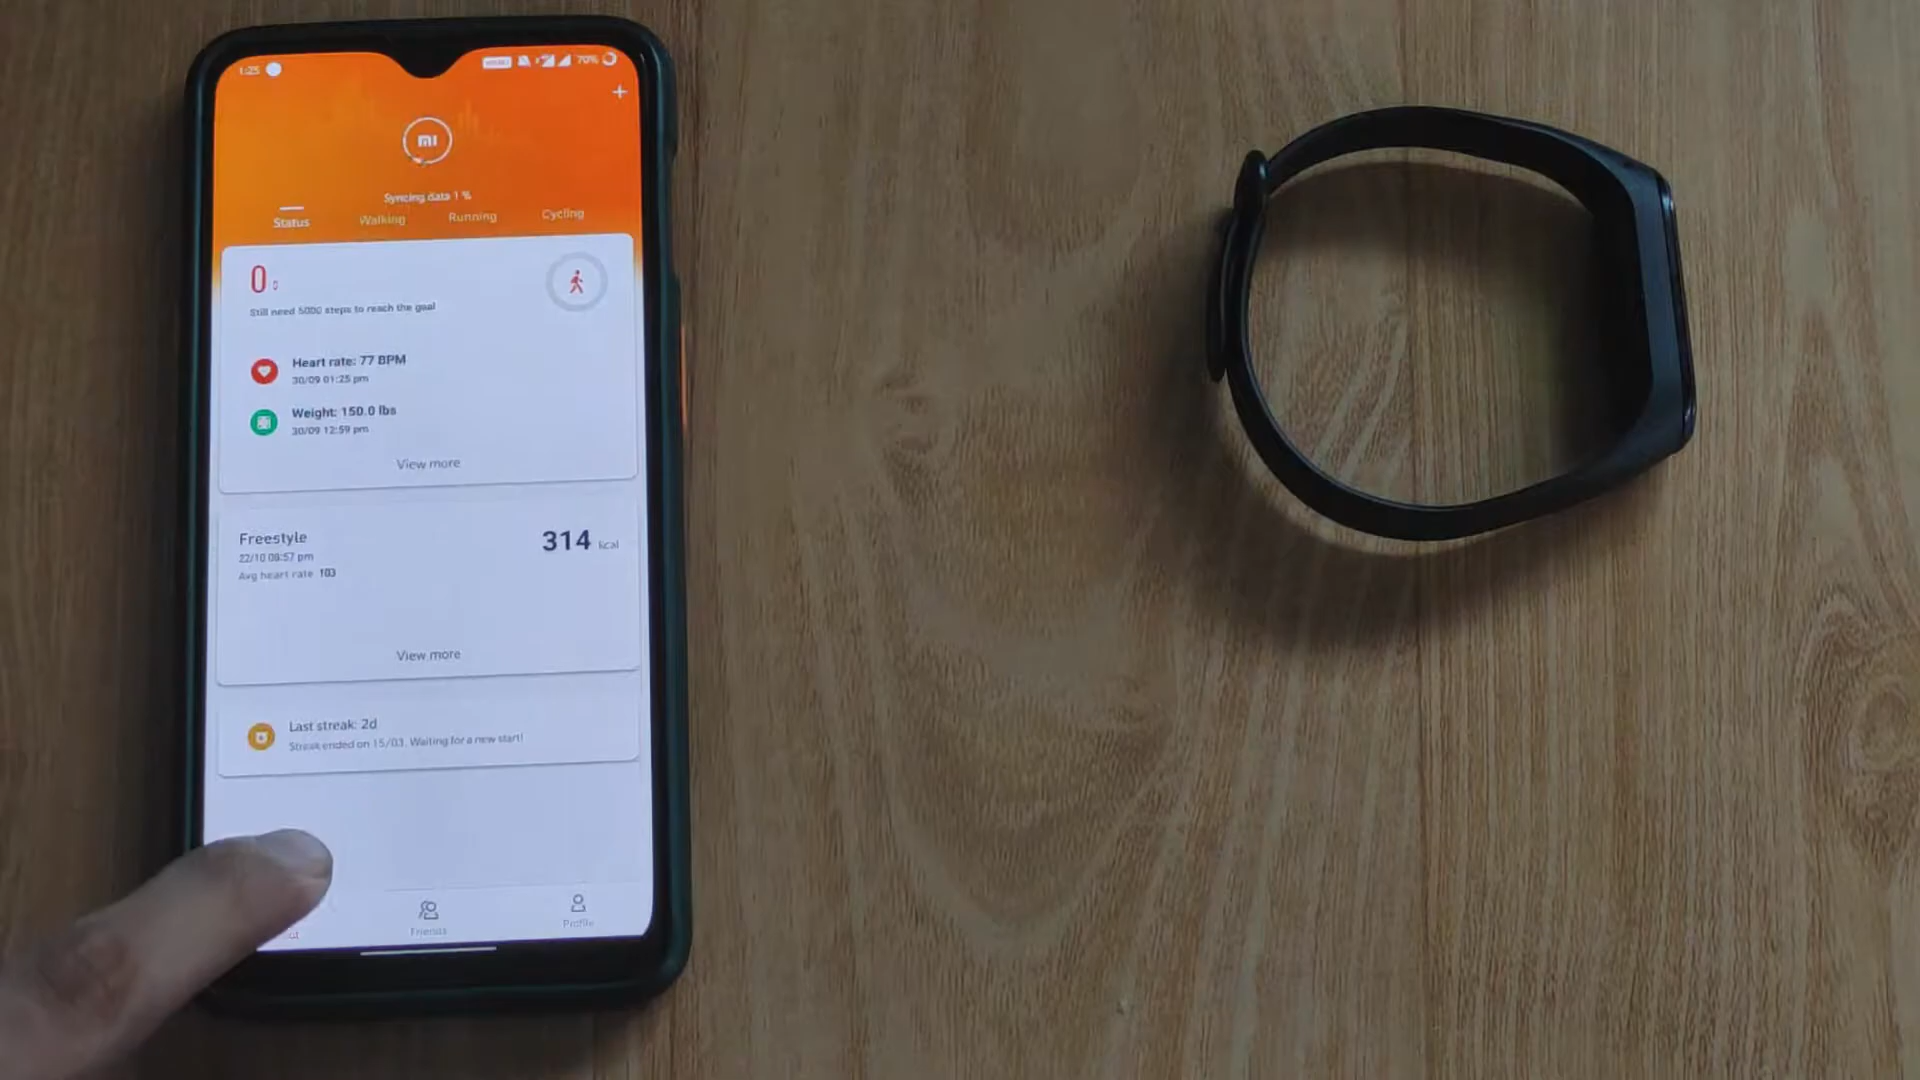 1:25
70%
+
mi
Syncing data 1 %
Status Walking Running Cycling
0
Still need 5000 steps to reach the goal
Heart rate: 77 BPM
30/09 01:25 pm
Weight: 150.0 lbs
30/09 12:59 pm
View more
Freestyle
314 kcal
22/10 08:57 pm
Avg heart rate 103
View more
Last streak: 2d
Streak ended on 15/03. Waiting for a new start!
Friends
Profile